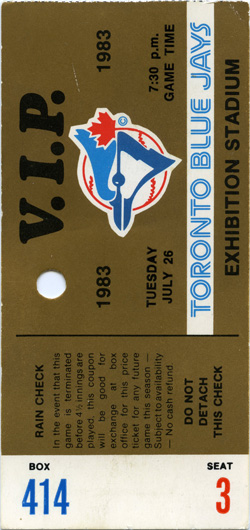 V.I.P.
1983
1983
7:30 p.m.
GAME TIME
TUESDAY
JULY 26
TORONTO BLUE JAYS
EXHIBITION STADIUM
RAIN CHECK
In the event that this
game is terminated
before 4½ innings are
played, this coupon
will be good for
exchange at box
office for this price
ticket for any future
game this season —
Subject to availability
— No cash refund —
DO NOT
DETACH
THIS CHECK
BOX
414
SEAT
3